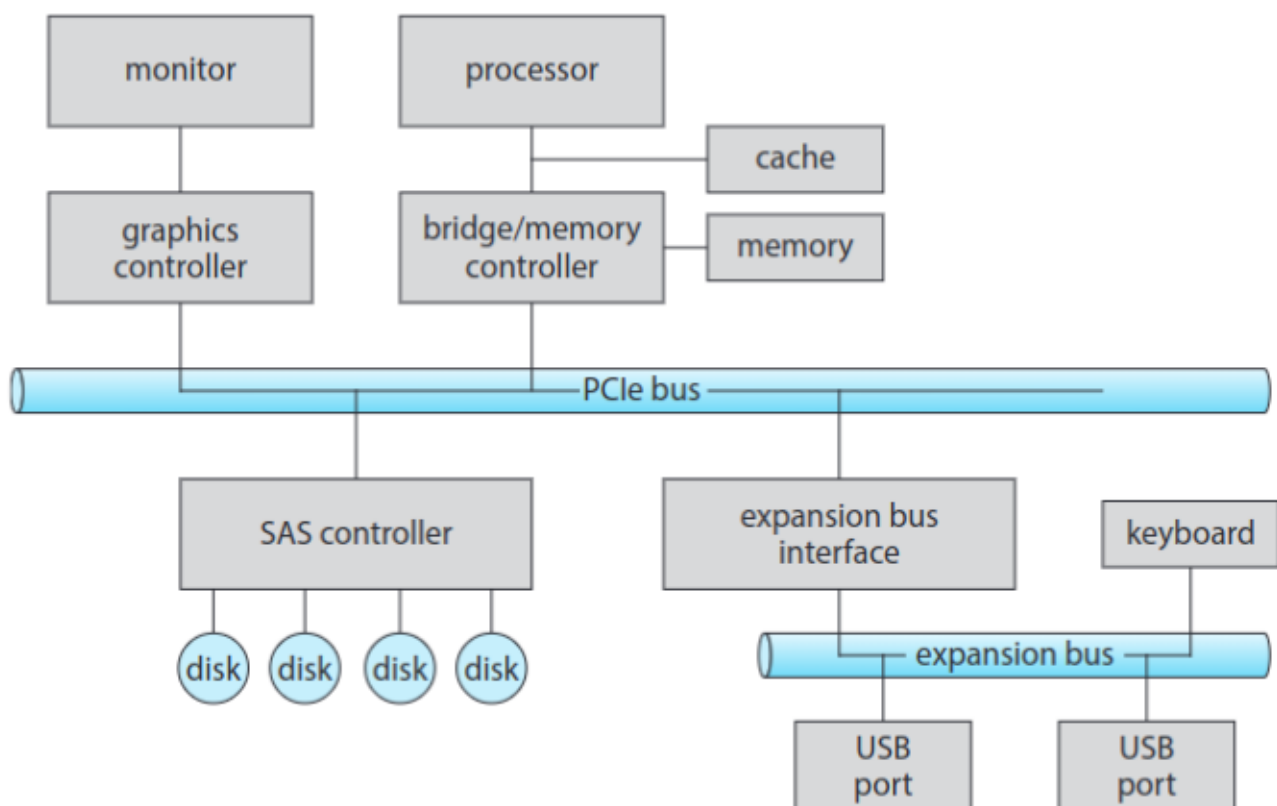 monitor
processor
cache
graphics
controller
bridge/memory
controller
memory
PCIe bus
SAS controller
expansion bus
interface
keyboard
disk
disk
disk
disk
expansion bus
USB
port
USB
port